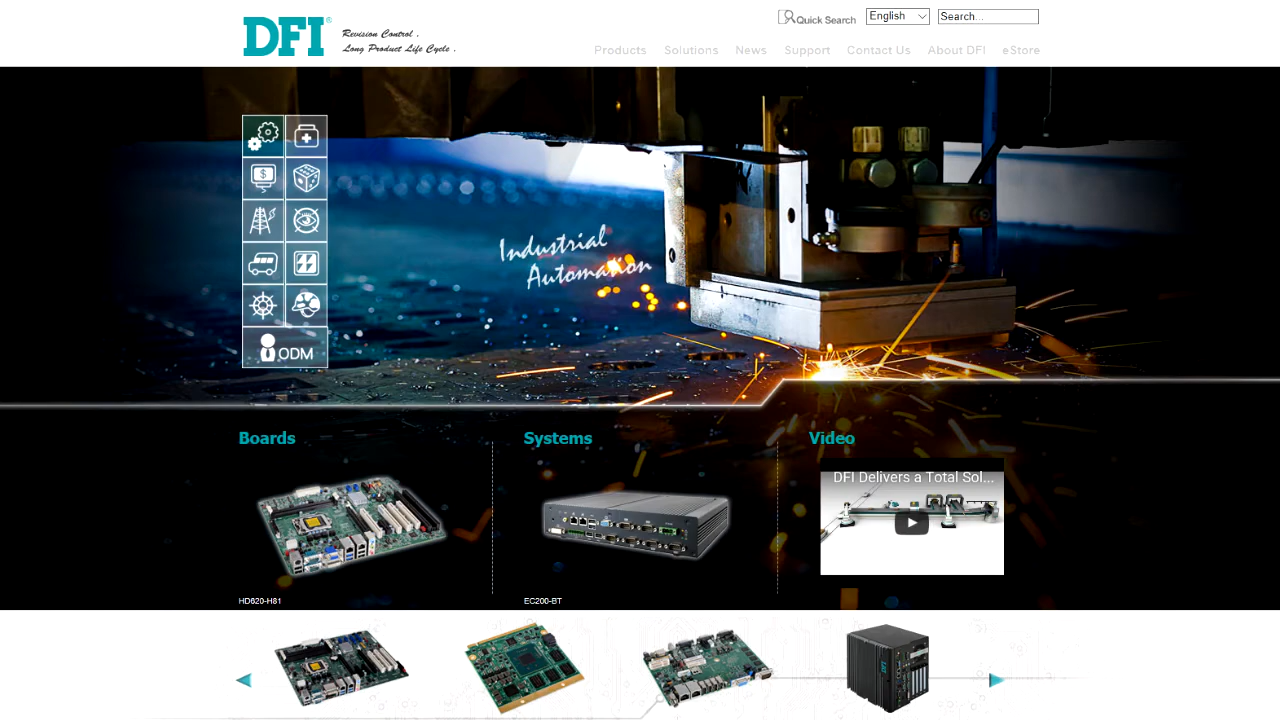 DFI®
Revision Control .
Long Product Life Cycle .
Quick Search
English
Search...
Products
Solutions
News
Support
Contact Us
About DFI
eStore
$
Industrial
Automation
ODM
Boards
Systems
Video
DFI Delivers a Total Sol...
HD620-H81
EC200-BT
DFI